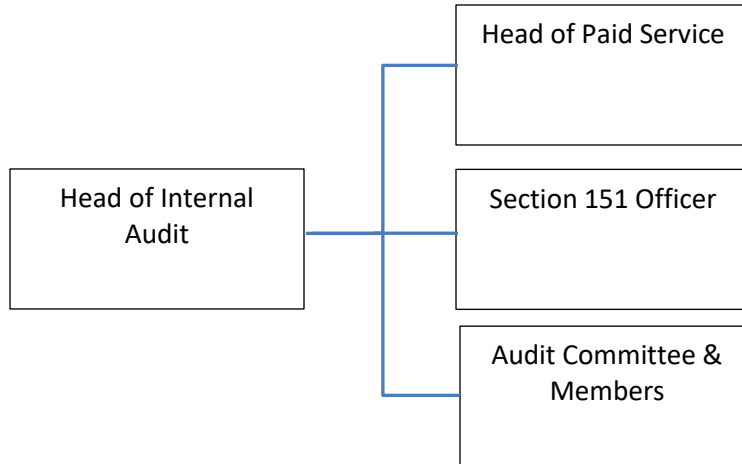 Head of Paid Service
Head of Internal
Audit
Section 151 Officer
Audit Committee &
Members